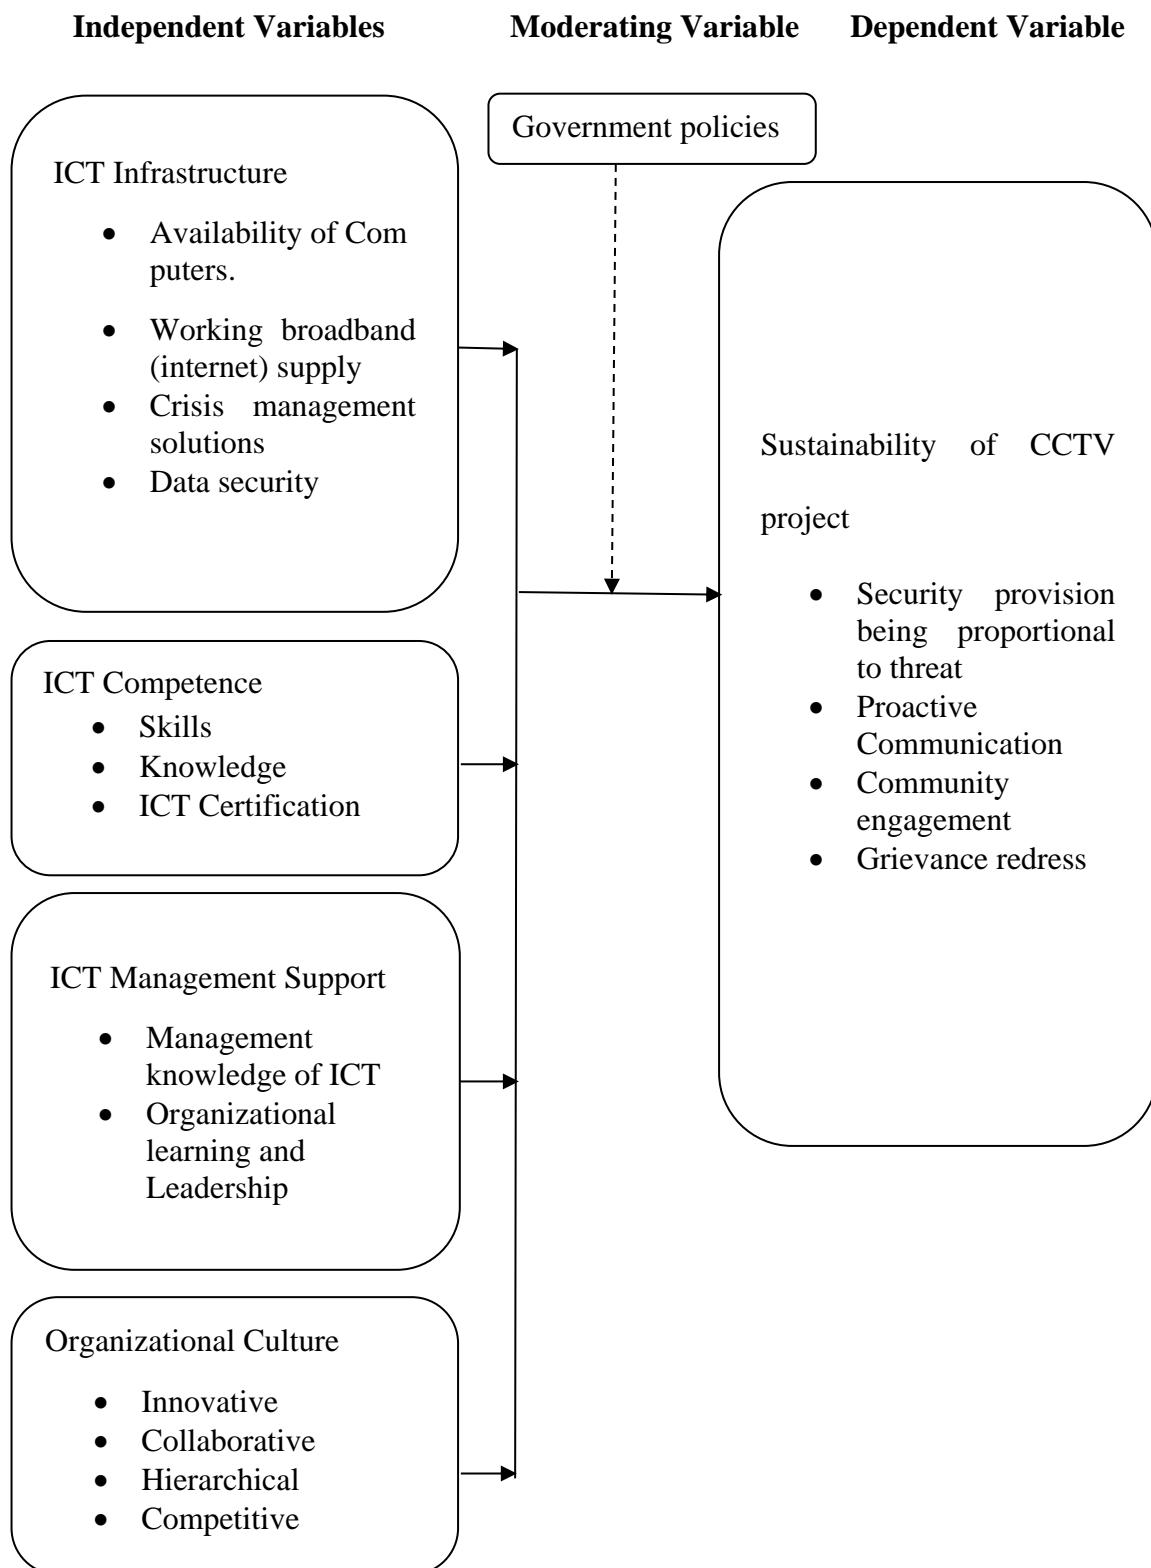 Independent Variables Moderating Variable Dependent Variable
Government policies
ICT Infrastructure
• Availability of Com
puters.
• Working broadband
(internet) supply
• Crisis management
solutions
• Data security
ICT Competence
• Skills
• Knowledge
• ICT Certification
ICT Management Support
• Management
knowledge of ICT
• Organizational
learning and
Leadership
Organizational Culture
• Innovative
• Collaborative
• Hierarchical
• Competitive
Sustainability of CCTV
project
• Security provision
being proportional
to threat
• Proactive
Communication
• Community
engagement
• Grievance redress